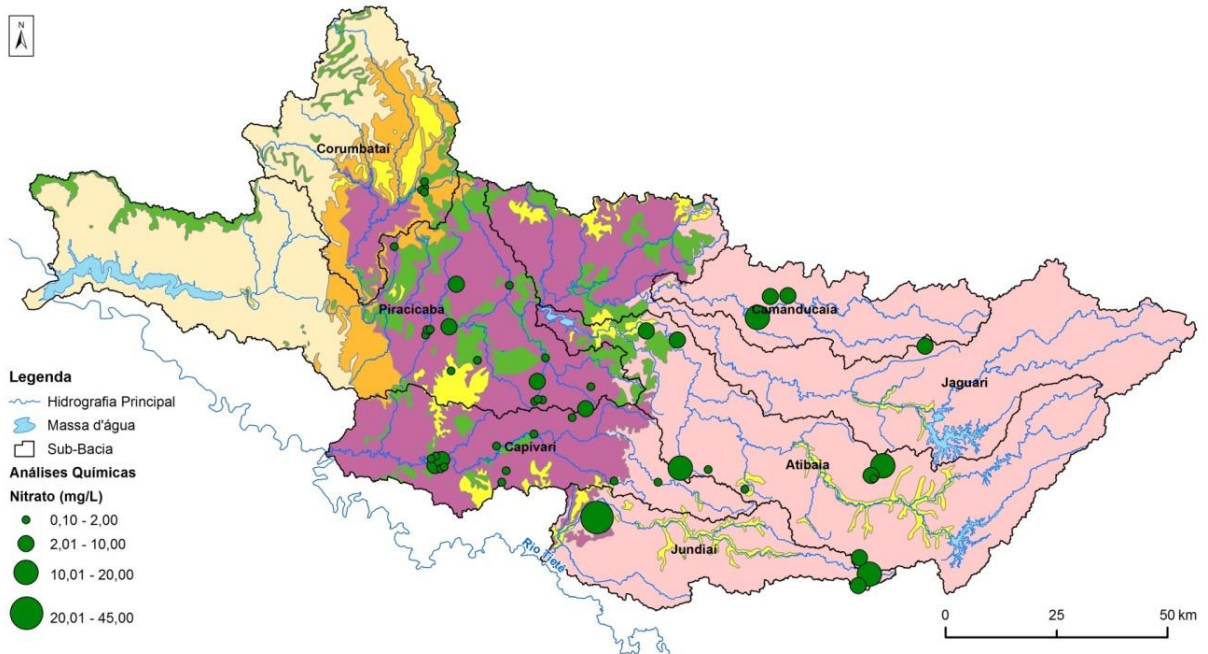 N
Corumbataí
Piracicaba
Camanducaia
Jaguari
Capivari
Atibaia
Jundiaí
Rio Tietê
Legenda
Hidrografia Principal
Massa d'água
Sub-Bacia
Análises Químicas
Nitrato (mg/L)
0,10 - 2,00
2,01 - 10,00
10,01 - 20,00
20,01 - 45,00
0 25 50 km